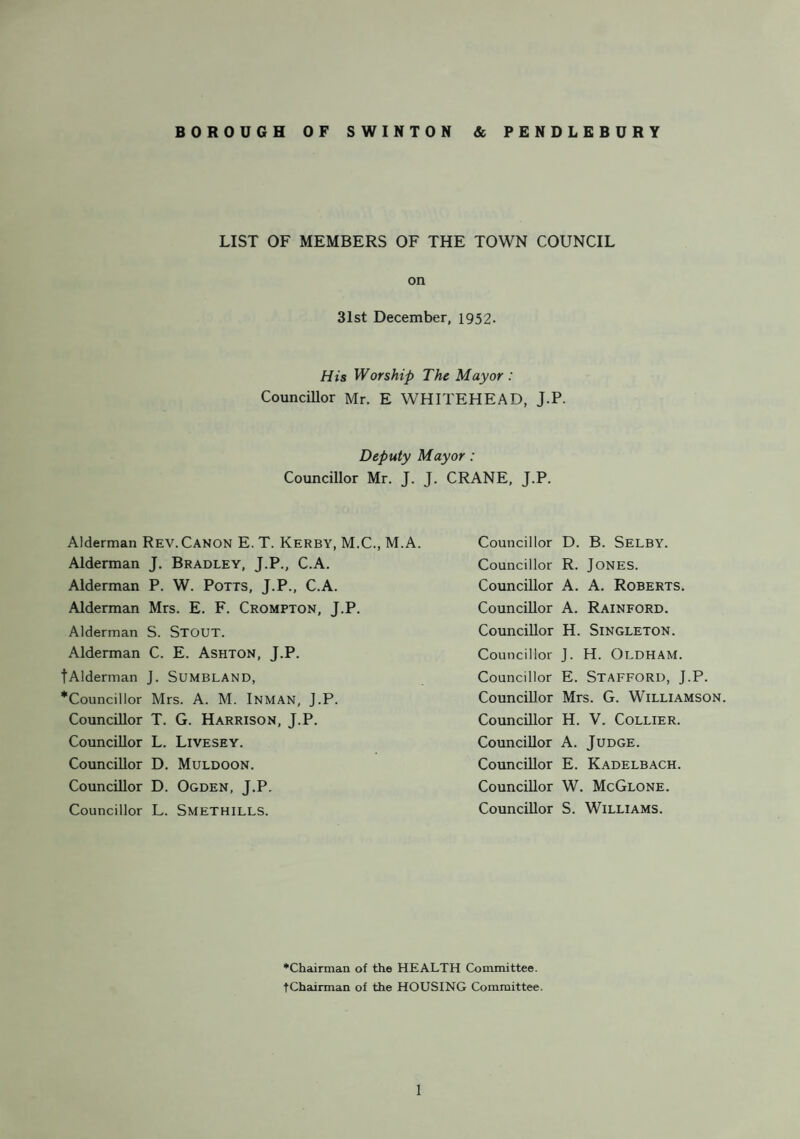 BOROUGH OF SWINTON & PENDLEBURY
LIST OF MEMBERS OF THE TOWN COUNCIL
on
31st December, 1952.
His Worship The Mayor :
Councillor Mr. E WHITEHEAD, J.P.
Deputy Mayor :
Councillor Mr. J. J. CRANE, J.P.
Alderman REV. CANON E. T. KERBY, M.C., M.A.
Alderman J. BRADLEY, J.P., C.A.
Alderman P. W. POTTS, J.P., C.A.
Alderman Mrs. E. F. CROMPTON, J.P.
Alderman S. STOUT.
Alderman C. E. ASHTON, J.P.
†Alderman J. SUMBLAND,
*Councillor Mrs. A. M. INMAN, J.P.
Councillor T. G. HARRISON, J.P.
Councillor L. LIVESEY.
Councillor D. MULDOON.
Councillor D. OGDEN, J.P.
Councillor L. SMETHILLS.
Councillor D. B. SELBY.
Councillor R. JONES.
Councillor A. A. ROBERTS.
Councillor A. RAINFORD.
Councillor H. SINGLETON.
Councillor J. H. OLDHAM.
Councillor E. STAFFORD, J.P.
Councillor Mrs. G. WILLIAMSON.
Councillor H. V. COLLIER.
Councillor A. JUDGE.
Councillor E. KADELBACH.
Councillor W. MCGLONE.
Councillor S. WILLIAMS.
*Chairman of the HEALTH Committee.
†Chairman of the HOUSING Committee.
1